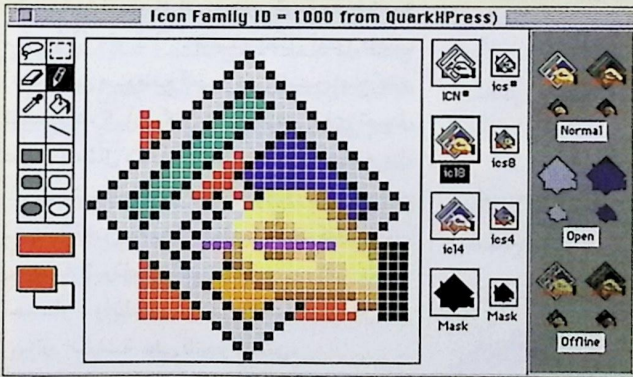 Icon Family ID = 1000 from QuarkXPress)
ICN#
ics#
icl8
ics8
icl4
ics4
Mask
Mask
Normal
Open
Offline